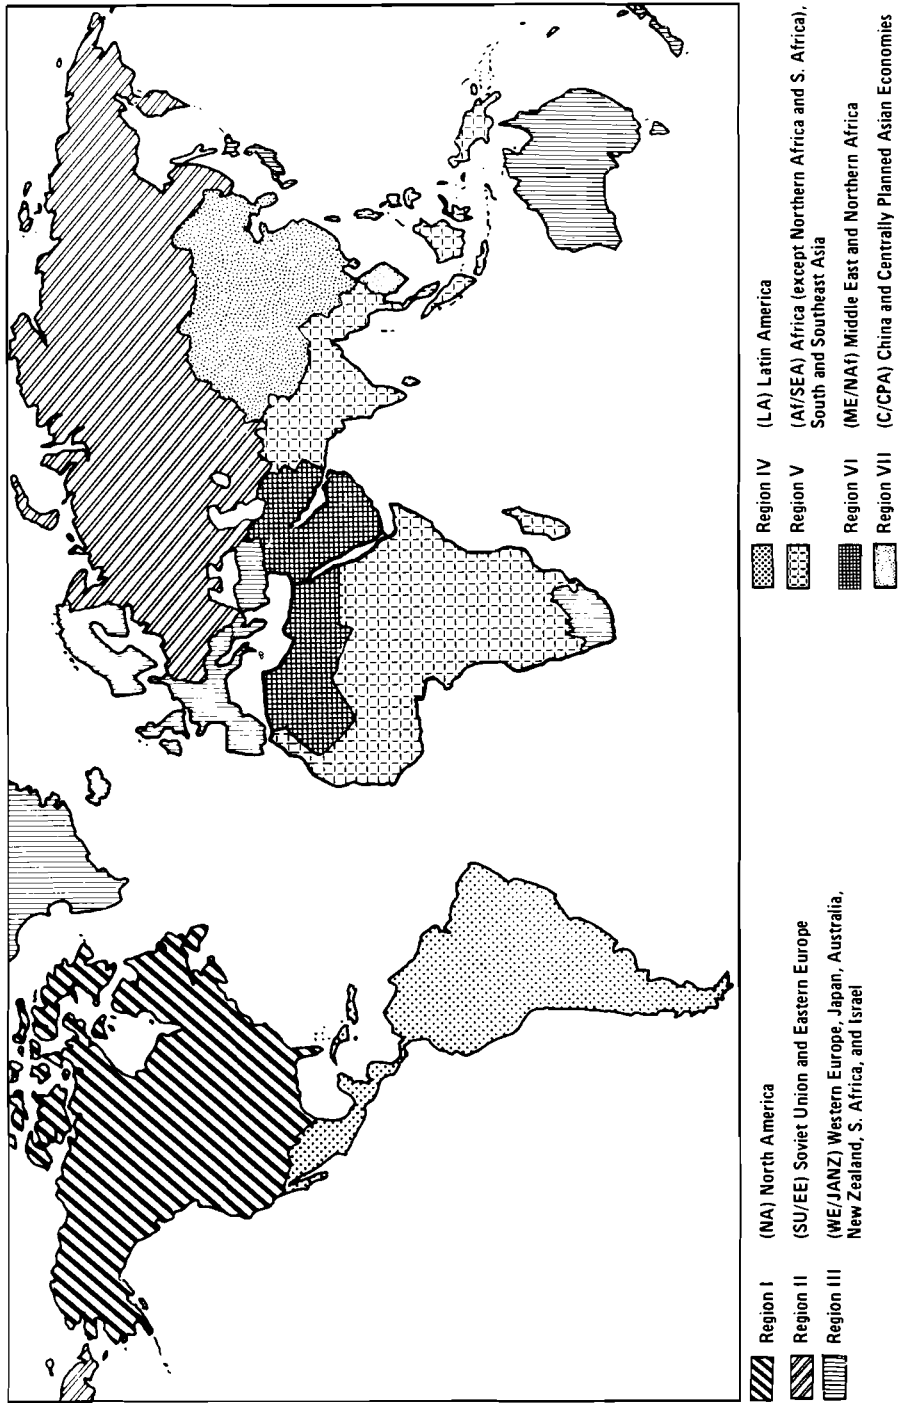 Region I (NA) North America
Region II (SU/EE) Soviet Union and Eastern Europe
Region III (WE/JANZ) Western Europe, Japan, Australia,
New Zealand, S. Africa, and Israel
Region IV (LA) Latin America
Region V (Af/SEA) Africa (except Northern Africa and S. Africa),
South and Southeast Asia
Region VI (ME/NAf) Middle East and Northern Africa
Region VII (C/CPA) China and Centrally Planned Asian Economies